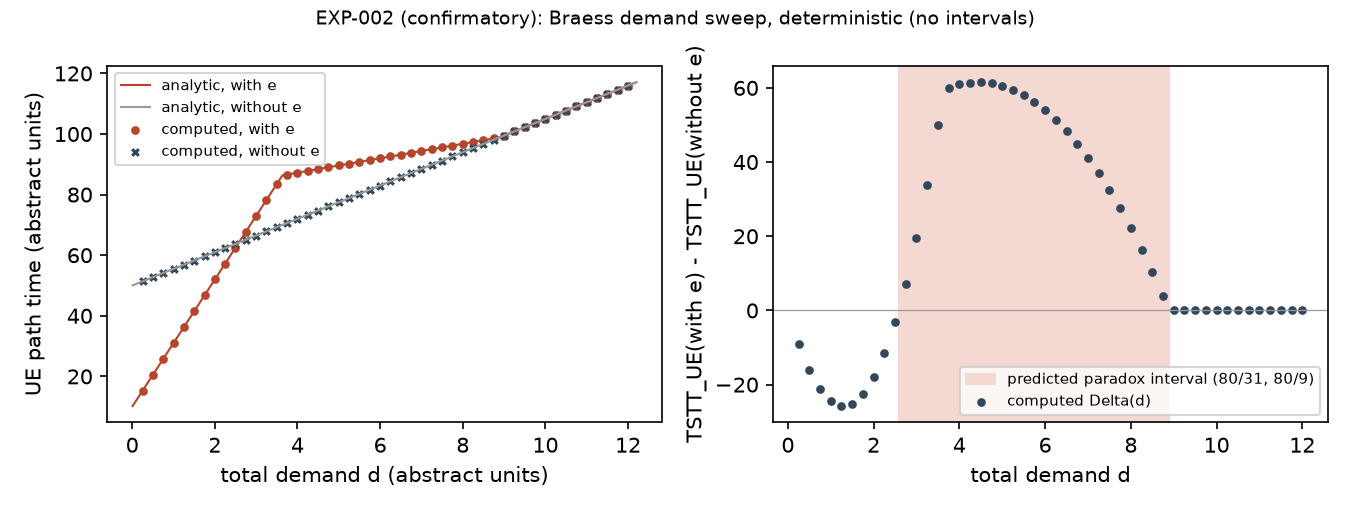 EXP-002 (confirmatory): Braess demand sweep, deterministic (no intervals)
UE path time (abstract units)
120
100
80
60
40
20
analytic, with e
analytic, without e
computed, with e
computed, without e
0
2
4
6
8
10
12
total demand d (abstract units)
TSTT_UE(with e) - TSTT_UE(without e)
60
40
20
0
−20
predicted paradox interval (80/31, 80/9)
computed Delta(d)
0
2
4
6
8
10
12
total demand d